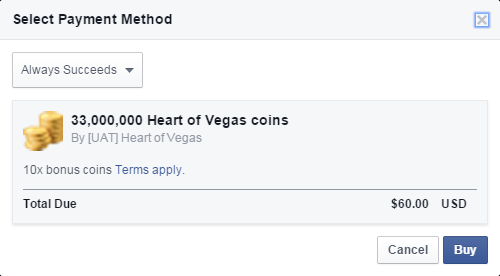 Select Payment Method
Always Succeeds
33,000,000 Heart of Vegas coins
By [UAT] Heart of Vegas
10x bonus coins Terms apply.
Total Due $60.00 USD
Cancel Buy